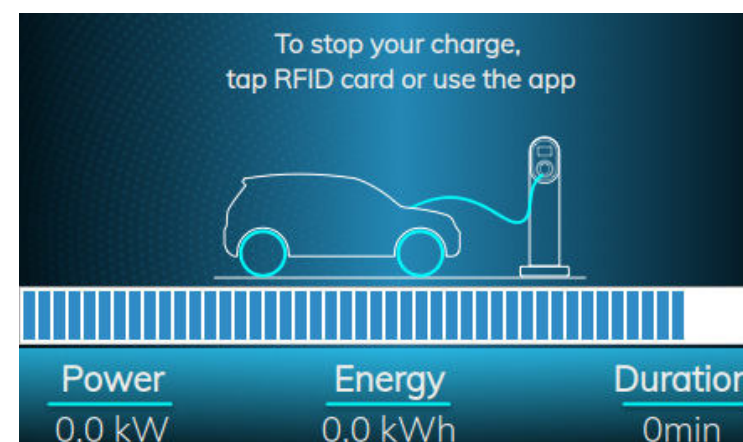 To stop your charge,
tap RFID card or use the app
Power Energy Duration
0.0 kW 0.0 kWh 0min